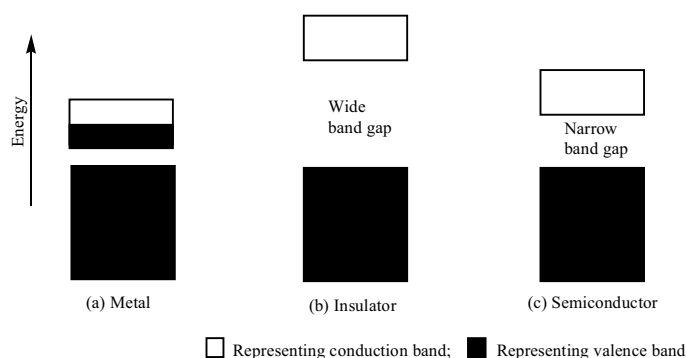 Energy
Wide
band gap
Narrow
band gap
(a) Metal
(b) Insulator
(c) Semiconductor
Representing conduction band;
Representing valence band